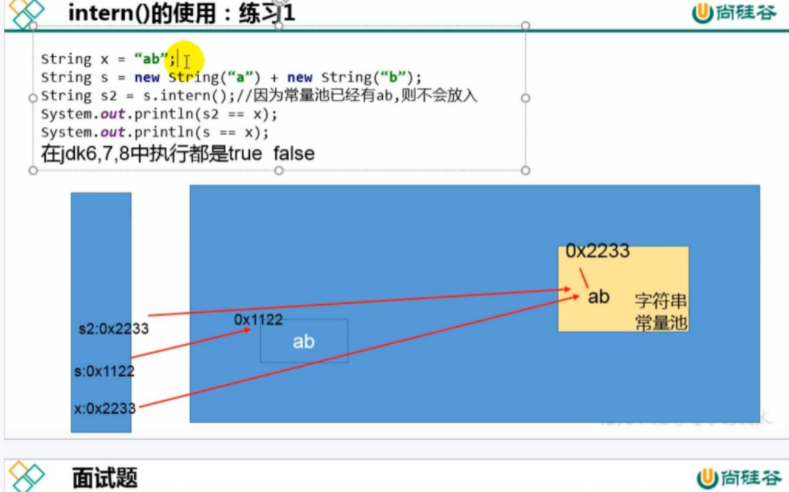 intern()的使用：练习1
尚硅谷
String x = “ab”;
String s = new String(“a”) + new String(“b”);
String s2 = s.intern();//因为常量池已经有ab,则不会放入
System.out.println(s2 == x);
System.out.println(s == x);
在jdk6,7,8中执行都是true false
0x2233
ab
字符串
常量池
s2:0x2233
0x1122
ab
s:0x1122
x:0x2233
面试题
尚硅谷